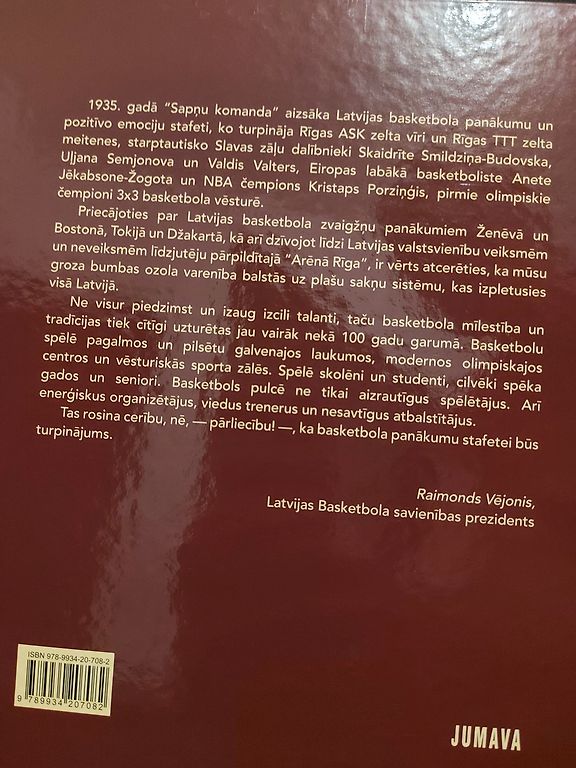 1935. gadā “Sapņu komanda” aizsāka Latvijas basketbola panākumu un
pozitīvo emociju stafeti, ko turpināja Rīgas ASK zelta vīri un Rīgas TTT zelta
meitenes, starptautisko Slavas zāļu dalībnieki Skaidrīte Smildziņa-Budovska,
Uļjana Semjonova un Valdis Valters, Eiropas labākā basketboliste Anete
Jēkabsone-Žogota un NBA čempions Kristaps Porziņģis, pirmie olimpiskie
čempioni 3x3 basketbola vēsturē.
Priecājoties par Latvijas basketbola zvaigžņu panākumiem Ženēvā un
Bostonā, Tokijā un Džakartā, kā arī dzīvojot līdzi Latvijas valstsvienību veiksmēm
un neveiksmēm līdzjutēju pārpildītajā “Arēnā Rīga”, ir vērts atcerēties, ka mūsu
groza bumbas ozola varenība balstās uz plašu sakņu sistēmu, kas izpletusies
visā Latvijā.
Ne visur piedzimst un izaug izcili talanti, taču basketbola mīlestība un
tradīcijas tiek cītīgi uzturētas jau vairāk nekā 100 gadu garumā. Basketbolu
spēlē pagalmos un pilsētu galvenajos laukumos, modernos olimpiskajos
centros un vēsturiskās sporta zālēs. Spēlē skolēni un studenti, cilvēki spēka
gados un seniori. Basketbols pulcē ne tikai aizrautīgus spēlētājus. Arī
enerģiskus organizētājus, viedus trenerus un nesavtīgus atbalstītājus.
Tas rosina cerību, nē, — pārliecību! —, ka basketbola panākumu stafetei būs
turpinājums.
Raimonds Vējonis,
Latvijas Basketbola savienības prezidents
ISBN 978-9934-20-708-2
9 789934 207082
JUMAVA